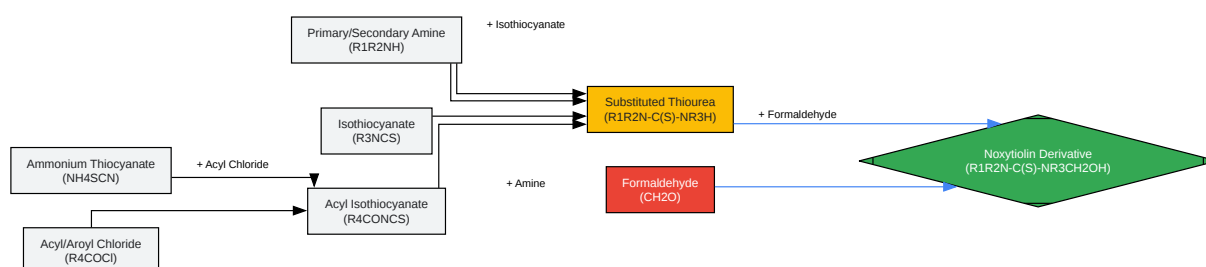 Primary/Secondary Amine
(R1R2NH)
+ Isothiocyanate
Isothiocyanate
(R3NCS)
Substituted Thiourea
(R1R2N-C(S)-NR3H)
+ Formaldehyde
Noxytiolin Derivative
(R1R2N-C(S)-NR3CH2OH)
Ammonium Thiocyanate
(NH4SCN)
+ Acyl Chloride
Acyl Isothiocyanate
(R4CONCS)
+ Amine
Formaldehyde
(CH2O)
Acyl/Aroyl Chloride
(R4COCl)